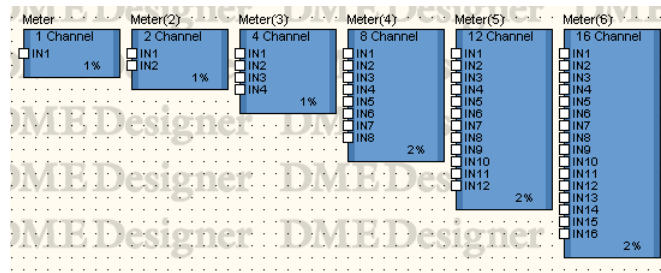 Meter
1 Channel
IN1
1%
Meter(2)
2 Channel
IN1
IN2
1%
Meter(3)
4 Channel
IN1
IN2
IN3
IN4
1%
Meter(4)
8 Channel
IN1
IN2
IN3
IN4
IN5
IN6
IN7
IN8
2%
Meter(5)
12 Channel
IN1
IN2
IN3
IN4
IN5
IN6
IN7
IN8
IN9
IN10
IN11
IN12
2%
Meter(6)
16 Channel
IN1
IN2
IN3
IN4
IN5
IN6
IN7
IN8
IN9
IN10
IN11
IN12
IN13
IN14
IN15
IN16
2%
DME Designer DME Designer
DME Designer DME Designer
DME Designer DME Designer